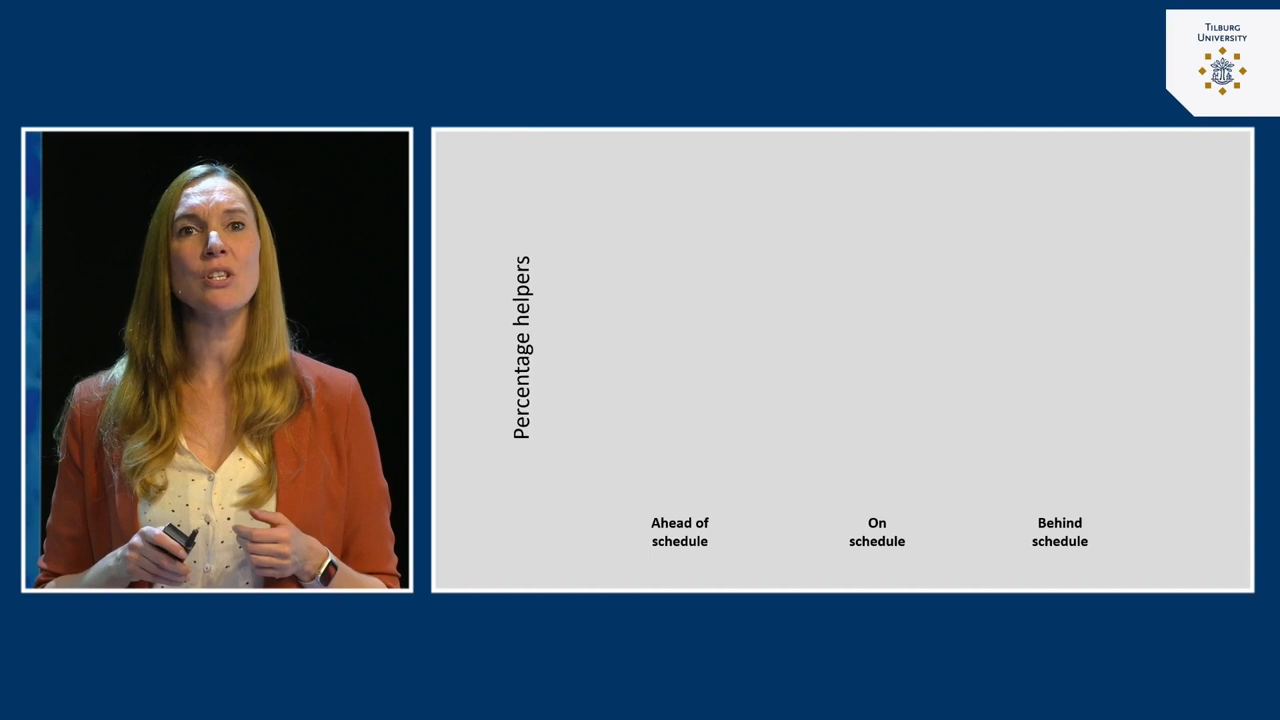 Tilburg
University
Percentage helpers
Ahead of
schedule
On
schedule
Behind
schedule